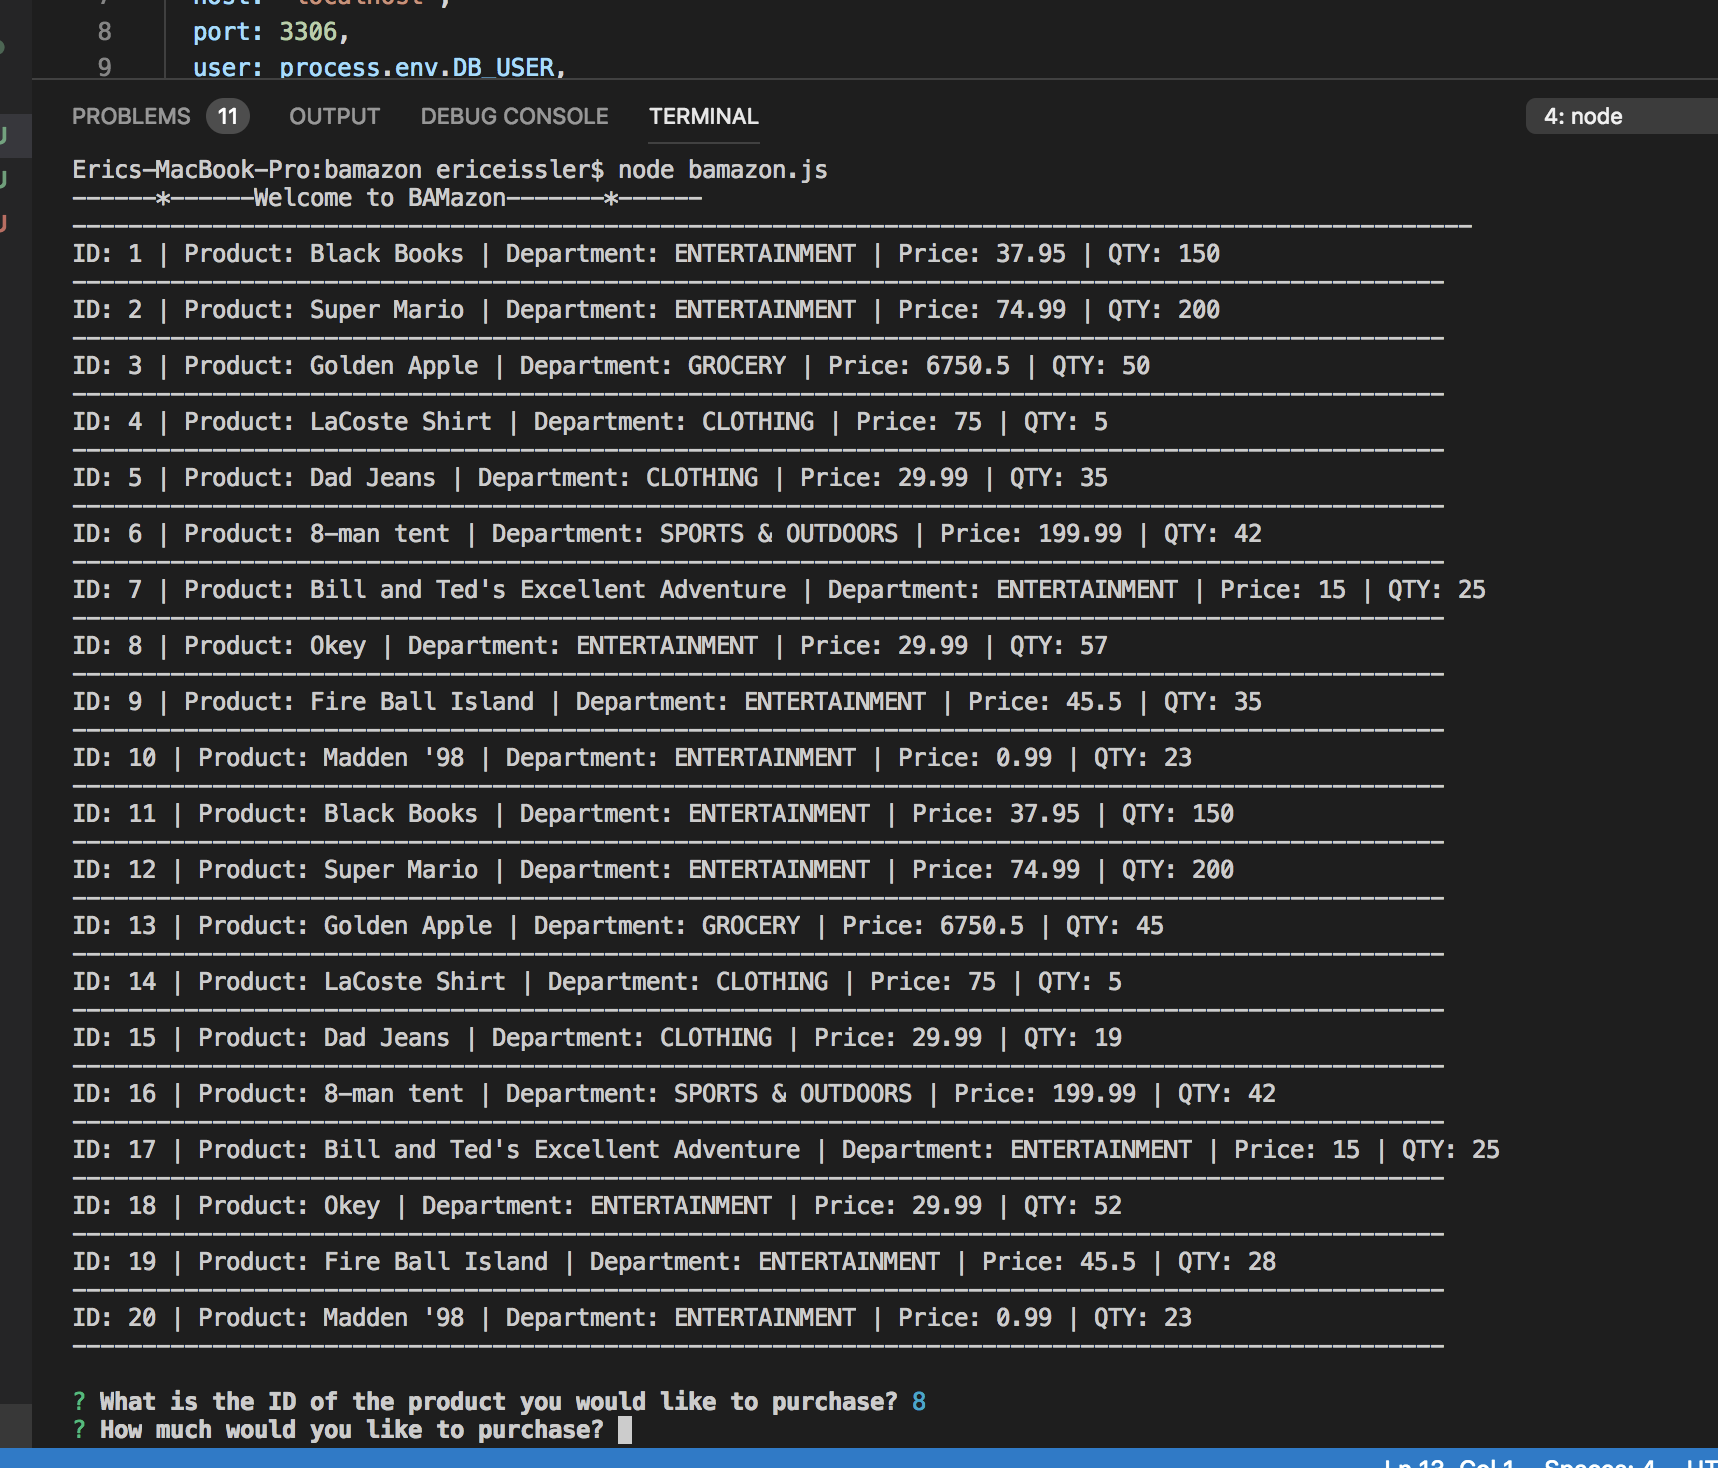 7 host: "localhost",
8 port: 3306,
9 user: process.env.DB_USER,
PROBLEMS 11 OUTPUT DEBUG CONSOLE TERMINAL 4: node
Erics-MacBook-Pro:bamazon ericeissler$ node bamazon.js
------*------Welcome to BAMazon-------*------
----------------------------------------------------------------------------------------------------
ID: 1 | Product: Black Books | Department: ENTERTAINMENT | Price: 37.95 | QTY: 150
--------------------------------------------------------------------------------------------------
ID: 2 | Product: Super Mario | Department: ENTERTAINMENT | Price: 74.99 | QTY: 200
--------------------------------------------------------------------------------------------------
ID: 3 | Product: Golden Apple | Department: GROCERY | Price: 6750.5 | QTY: 50
--------------------------------------------------------------------------------------------------
ID: 4 | Product: LaCoste Shirt | Department: CLOTHING | Price: 75 | QTY: 5
--------------------------------------------------------------------------------------------------
ID: 5 | Product: Dad Jeans | Department: CLOTHING | Price: 29.99 | QTY: 35
--------------------------------------------------------------------------------------------------
ID: 6 | Product: 8-man tent | Department: SPORTS & OUTDOORS | Price: 199.99 | QTY: 42
--------------------------------------------------------------------------------------------------
ID: 7 | Product: Bill and Ted's Excellent Adventure | Department: ENTERTAINMENT | Price: 15 | QTY: 25
--------------------------------------------------------------------------------------------------
ID: 8 | Product: Okey | Department: ENTERTAINMENT | Price: 29.99 | QTY: 57
--------------------------------------------------------------------------------------------------
ID: 9 | Product: Fire Ball Island | Department: ENTERTAINMENT | Price: 45.5 | QTY: 35
--------------------------------------------------------------------------------------------------
ID: 10 | Product: Madden '98 | Department: ENTERTAINMENT | Price: 0.99 | QTY: 23
--------------------------------------------------------------------------------------------------
ID: 11 | Product: Black Books | Department: ENTERTAINMENT | Price: 37.95 | QTY: 150
--------------------------------------------------------------------------------------------------
ID: 12 | Product: Super Mario | Department: ENTERTAINMENT | Price: 74.99 | QTY: 200
--------------------------------------------------------------------------------------------------
ID: 13 | Product: Golden Apple | Department: GROCERY | Price: 6750.5 | QTY: 45
--------------------------------------------------------------------------------------------------
ID: 14 | Product: LaCoste Shirt | Department: CLOTHING | Price: 75 | QTY: 5
--------------------------------------------------------------------------------------------------
ID: 15 | Product: Dad Jeans | Department: CLOTHING | Price: 29.99 | QTY: 19
--------------------------------------------------------------------------------------------------
ID: 16 | Product: 8-man tent | Department: SPORTS & OUTDOORS | Price: 199.99 | QTY: 42
--------------------------------------------------------------------------------------------------
ID: 17 | Product: Bill and Ted's Excellent Adventure | Department: ENTERTAINMENT | Price: 15 | QTY: 25
--------------------------------------------------------------------------------------------------
ID: 18 | Product: Okey | Department: ENTERTAINMENT | Price: 29.99 | QTY: 52
--------------------------------------------------------------------------------------------------
ID: 19 | Product: Fire Ball Island | Department: ENTERTAINMENT | Price: 45.5 | QTY: 28
--------------------------------------------------------------------------------------------------
ID: 20 | Product: Madden '98 | Department: ENTERTAINMENT | Price: 0.99 | QTY: 23
--------------------------------------------------------------------------------------------------
? What is the ID of the product you would like to purchase? 8
? How much would you like to purchase?
Ln 13, Col 1 Spaces: 4